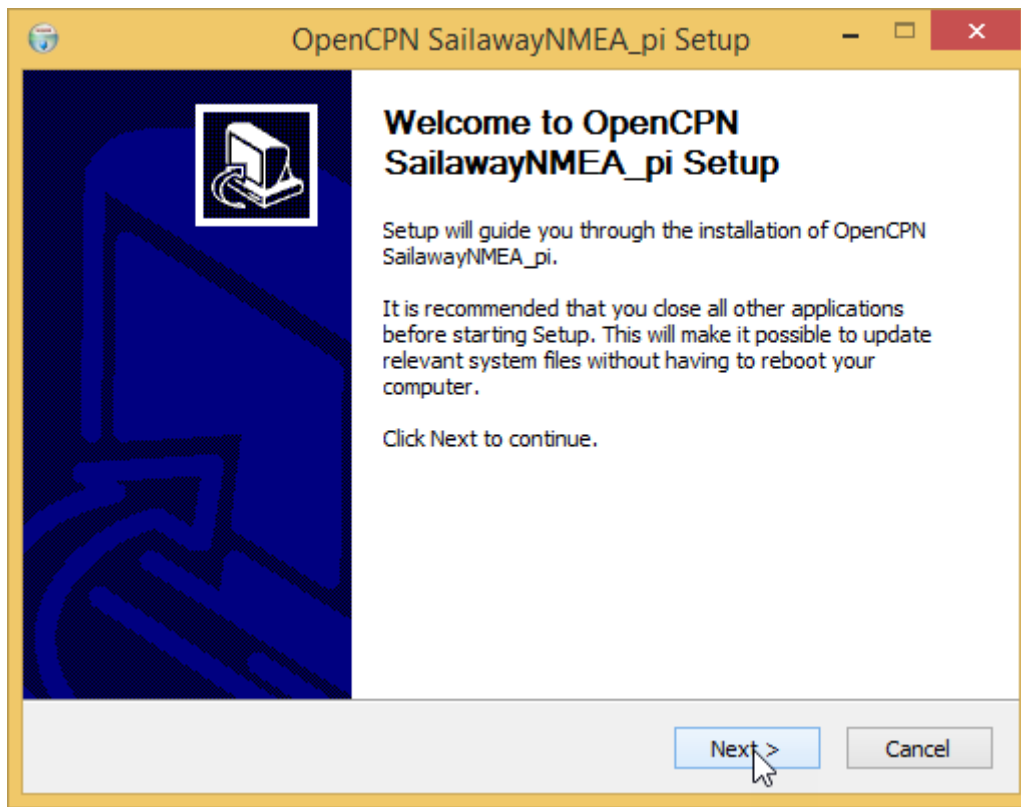 OpenCPN SailawayNMEA_pi Setup
Welcome to OpenCPN
SailawayNMEA_pi Setup
Setup will guide you through the installation of OpenCPN
SailawayNMEA_pi.
It is recommended that you close all other applications
before starting Setup. This will make it possible to update
relevant system files without having to reboot your
computer.
Click Next to continue.
Next >
Cancel